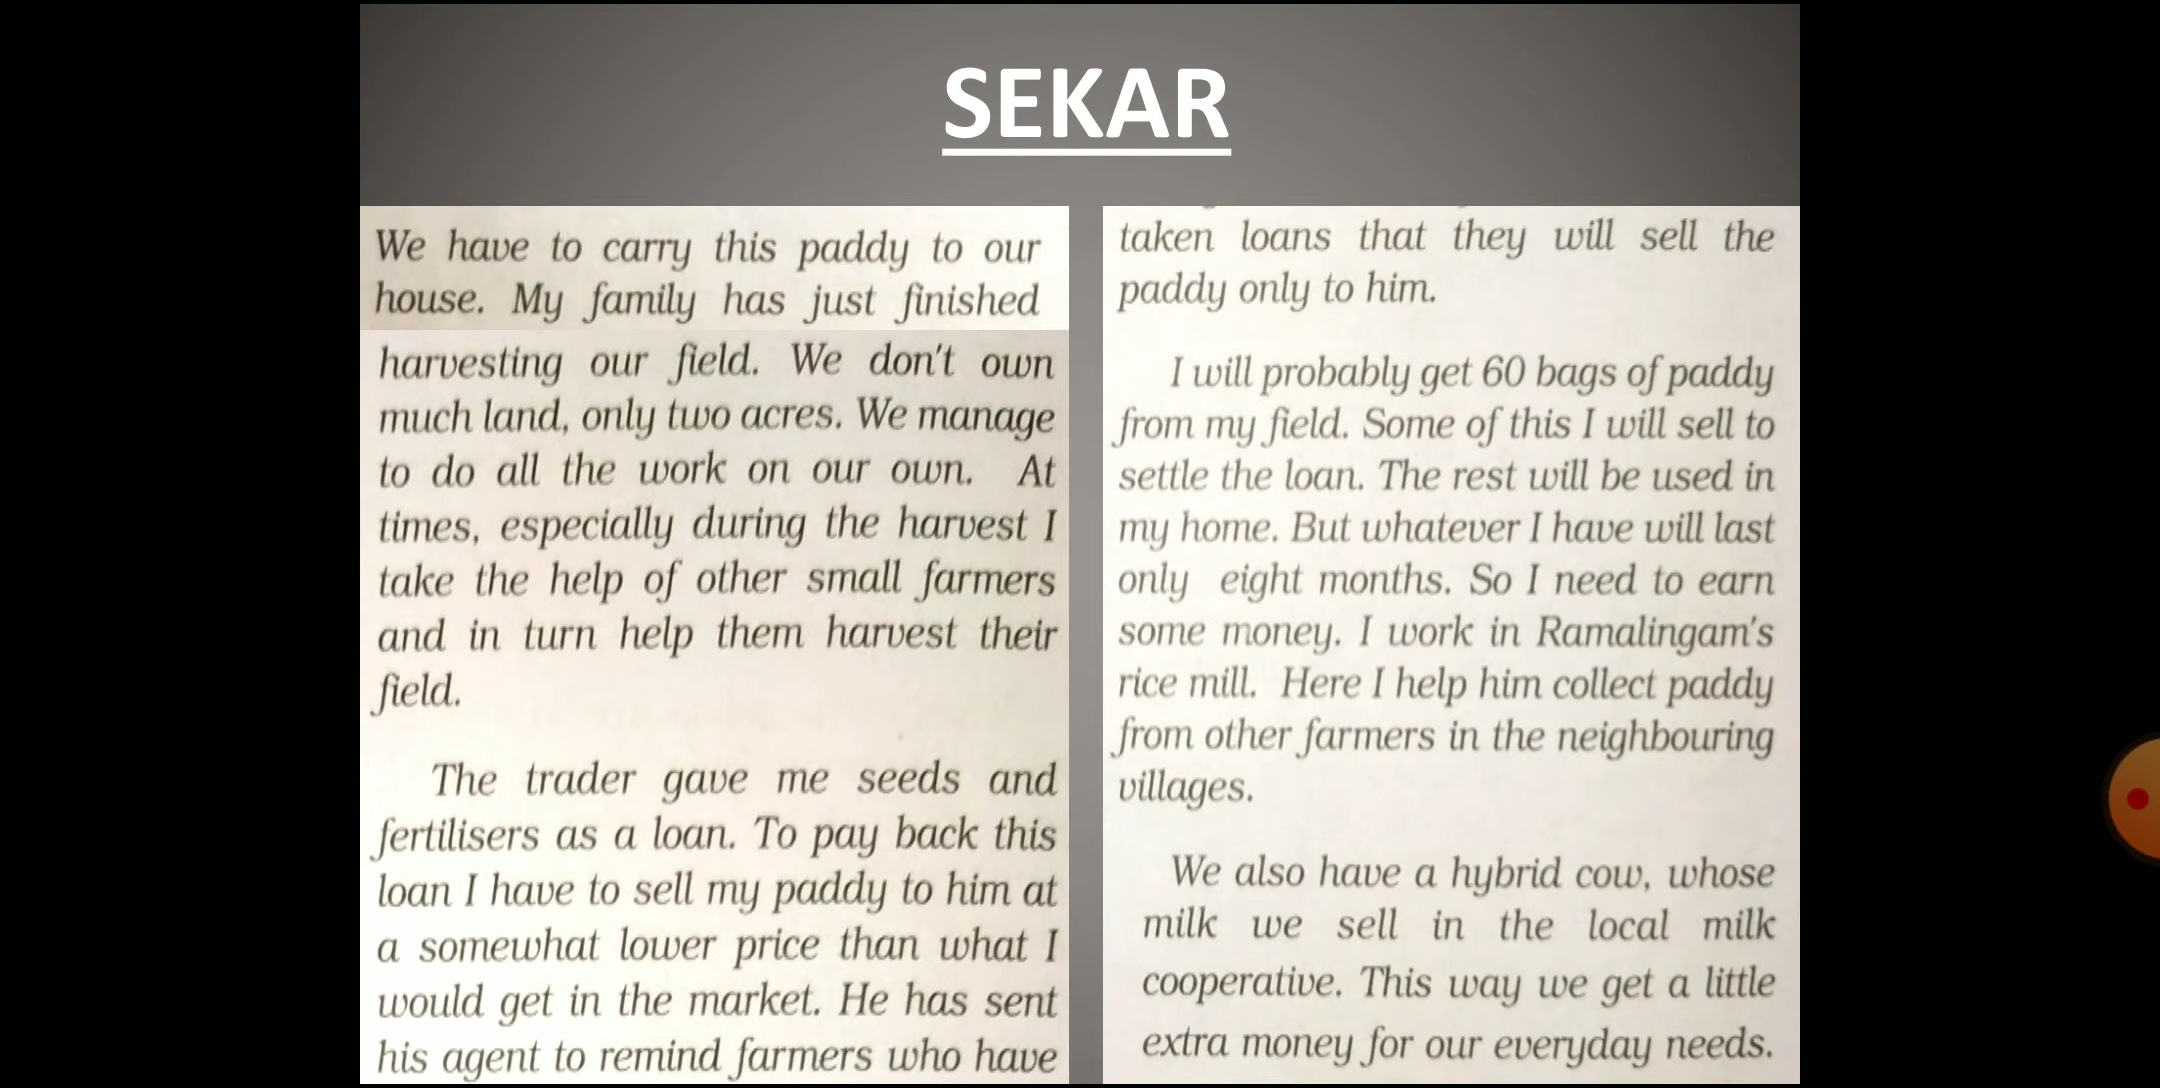 SEKAR
We have to carry this paddy to our
house. My family has just finished
harvesting our field. We don't own
much land, only two acres. We manage
to do all the work on our own. At
times, especially during the harvest I
take the help of other small farmers
and in turn help them harvest their
field.
The trader gave me seeds and
fertilisers as a loan. To pay back this
loan I have to sell my paddy to him at
a somewhat lower price than what I
would get in the market. He has sent
his agent to remind farmers who have
taken loans that they will sell the
paddy only to him.
I will probably get 60 bags of paddy
from my field. Some of this I will sell to
settle the loan. The rest will be used in
my home. But whatever I have will last
only eight months. So I need to earn
some money. I work in Ramalingam's
rice mill. Here I help him collect paddy
from other farmers in the neighbouring
villages.
We also have a hybrid cow, whose
milk we sell in the local milk
cooperative. This way we get a little
extra money for our everyday needs.